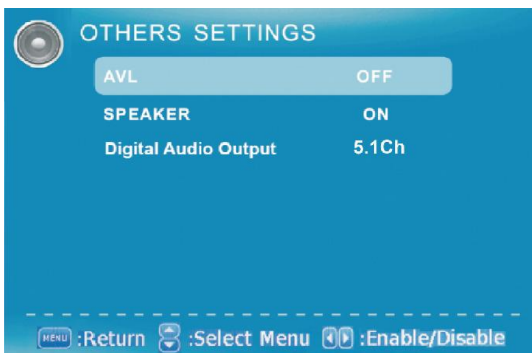 OTHERS SETTINGS
AVL OFF
SPEAKER ON
Digital Audio Output 5.1Ch
MENU :Return :Select Menu :Enable/Disable